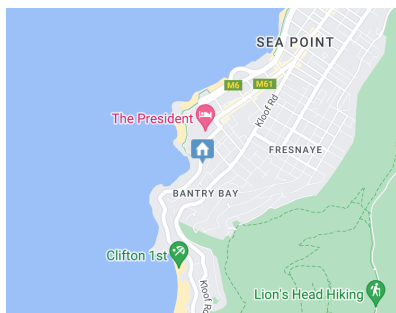 SEA POINT
M6
M61
Kloof Rd
The President
FRESNAYE
BANTRY BAY
Clifton 1st
Kloof Rd
Lion's Head Hiking